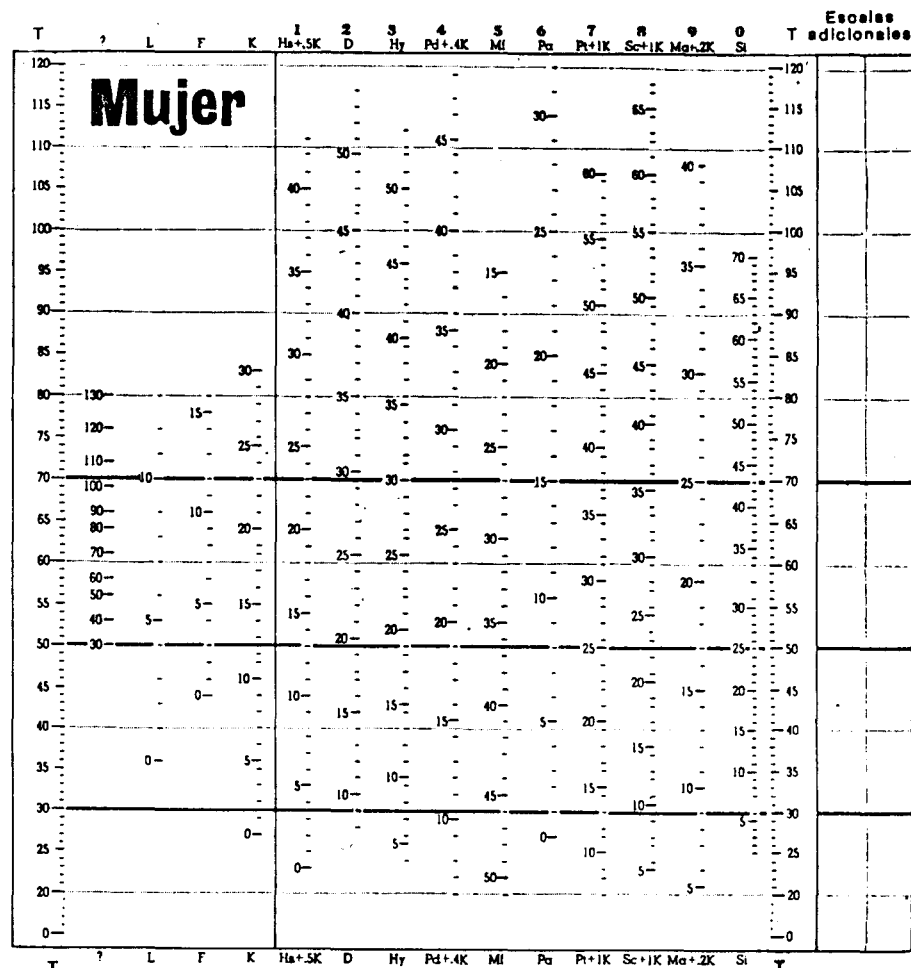 Escalas
adicionales
1 2 3 4 5 6 7 8 9 0
T ? L F K Hs+.5K D Hy Pd+.4K Mf Pa Pt+1K Sc+1K Ma+.2K Si T
Mujer
120 120
115 30 65 115
45
110 50 110
40
105 40 50 60 60 105
100 45 40 25 55 55 100
95 35 45 15 35 70 95
50 50 65
90 40 90
85 30 40 35 20 60 85
30 45 45 30 55
80 130 35 80
15 35
75 120 25 25 30 25 40 40 50 75
110 30 45
70 10 30 15 25 70
100 35
65 90 10 20 20 25 30 35 40 65
80
60 70 25 25 30 35 60
60 30 20
55 50 5 15 15 10 25 30 55
40 5 20 20 20 35
50 30 25 25 50
45 10 0 10 20 15 20 45
40 15 15 15 40 5 20 15 40
35 0 5 5 10 15 15 10 10 35
10 45 10
30 10 5 30
25 0 5 0 10 25
0 50 5 5
20 20
0 0
T ? L F K Hs+.5K D Hy Pd+.4K Mf Pa Pt+1K Sc+1K Ma+.2K Si T